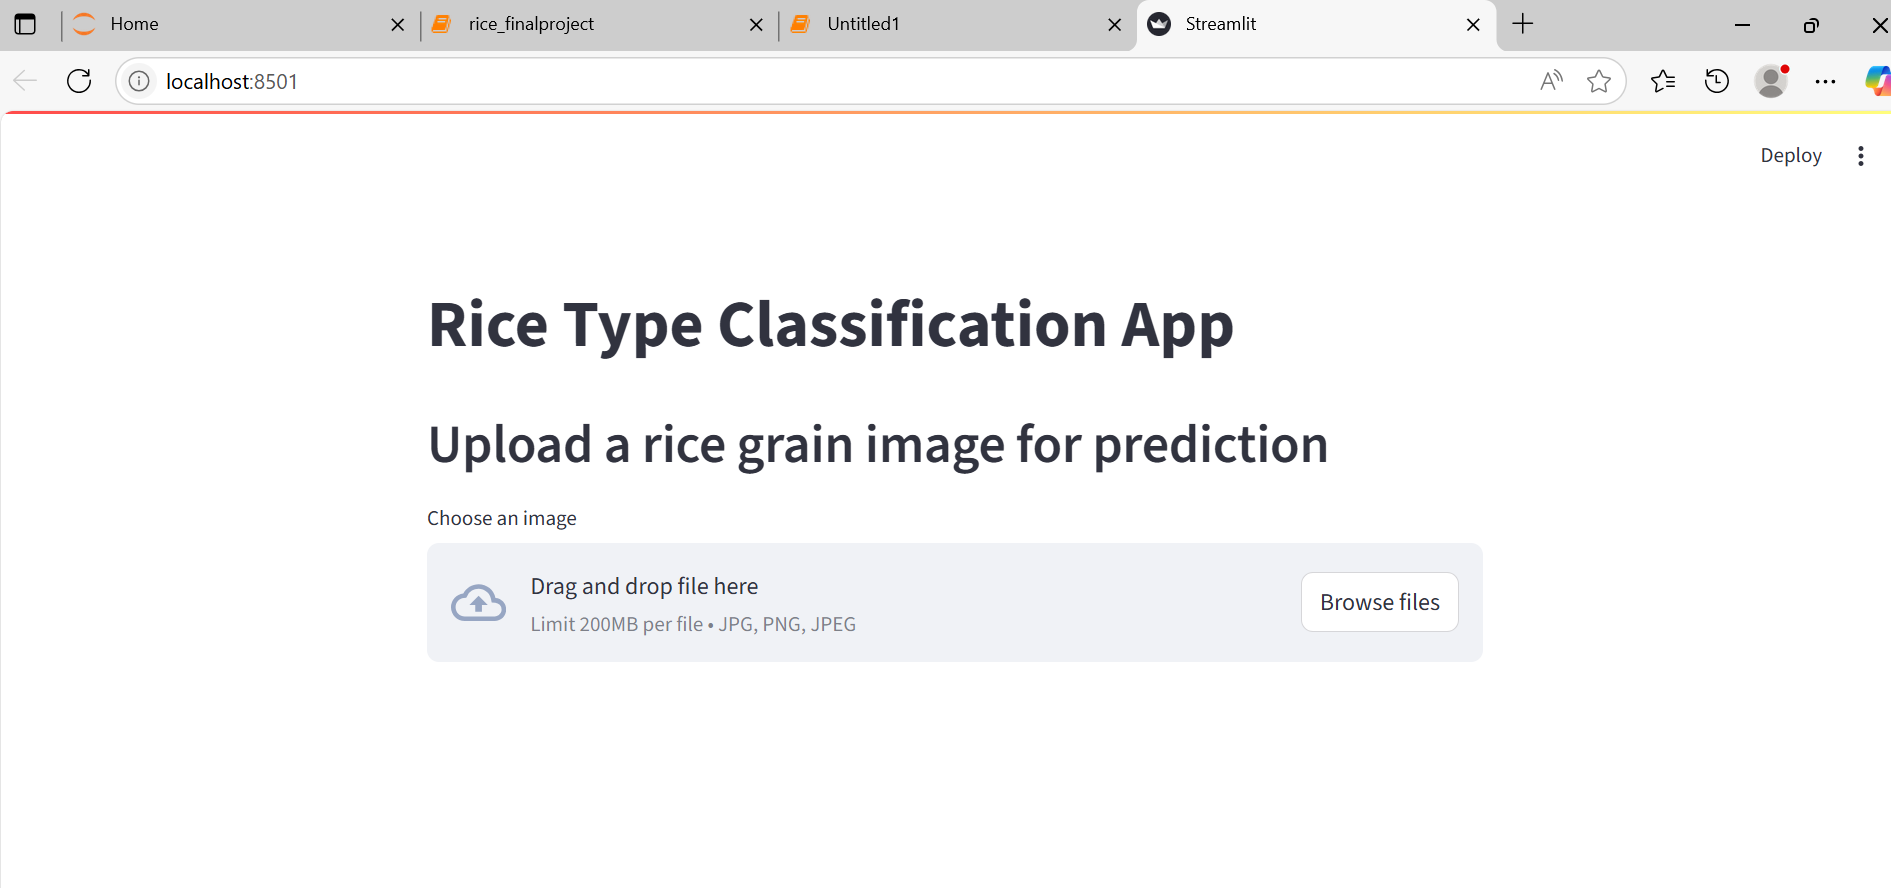 Home
rice_finalproject
Untitled1
Streamlit
localhost:8501
Deploy
Rice Type Classification App
Upload a rice grain image for prediction
Choose an image
Drag and drop file here
Limit 200MB per file • JPG, PNG, JPEG
Browse files